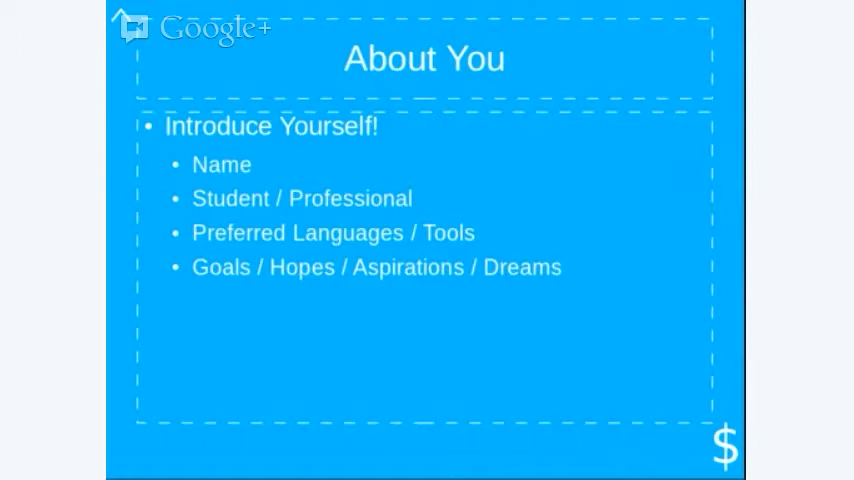 Google+
About You
• Introduce Yourself!
• Name
• Student / Professional
• Preferred Languages / Tools
• Goals / Hopes / Aspirations / Dreams
$